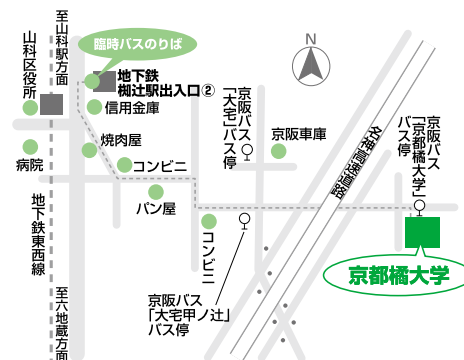 至山科駅方面
山科区役所
臨時バスのりば
地下鉄
椥辻駅出入口②
信用金庫
焼肉屋
コンビニ
パン屋
病院
地下鉄東西線
至六地蔵方面
コンビニ
京阪バス
「大宅」バス停
京阪車庫
N
名神高速道路
京阪バス
「京都橘大学」
バス停
京都橘大学
京阪バス
「大宅甲ノ辻」
バス停